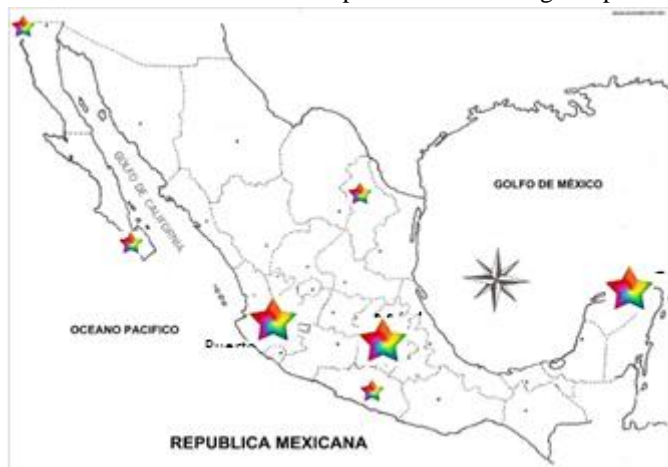 GOLFO DE CALIFORNIA
GOLFO DE MÉXICO
OCEANO PACIFICO
REPUBLICA MEXICANA